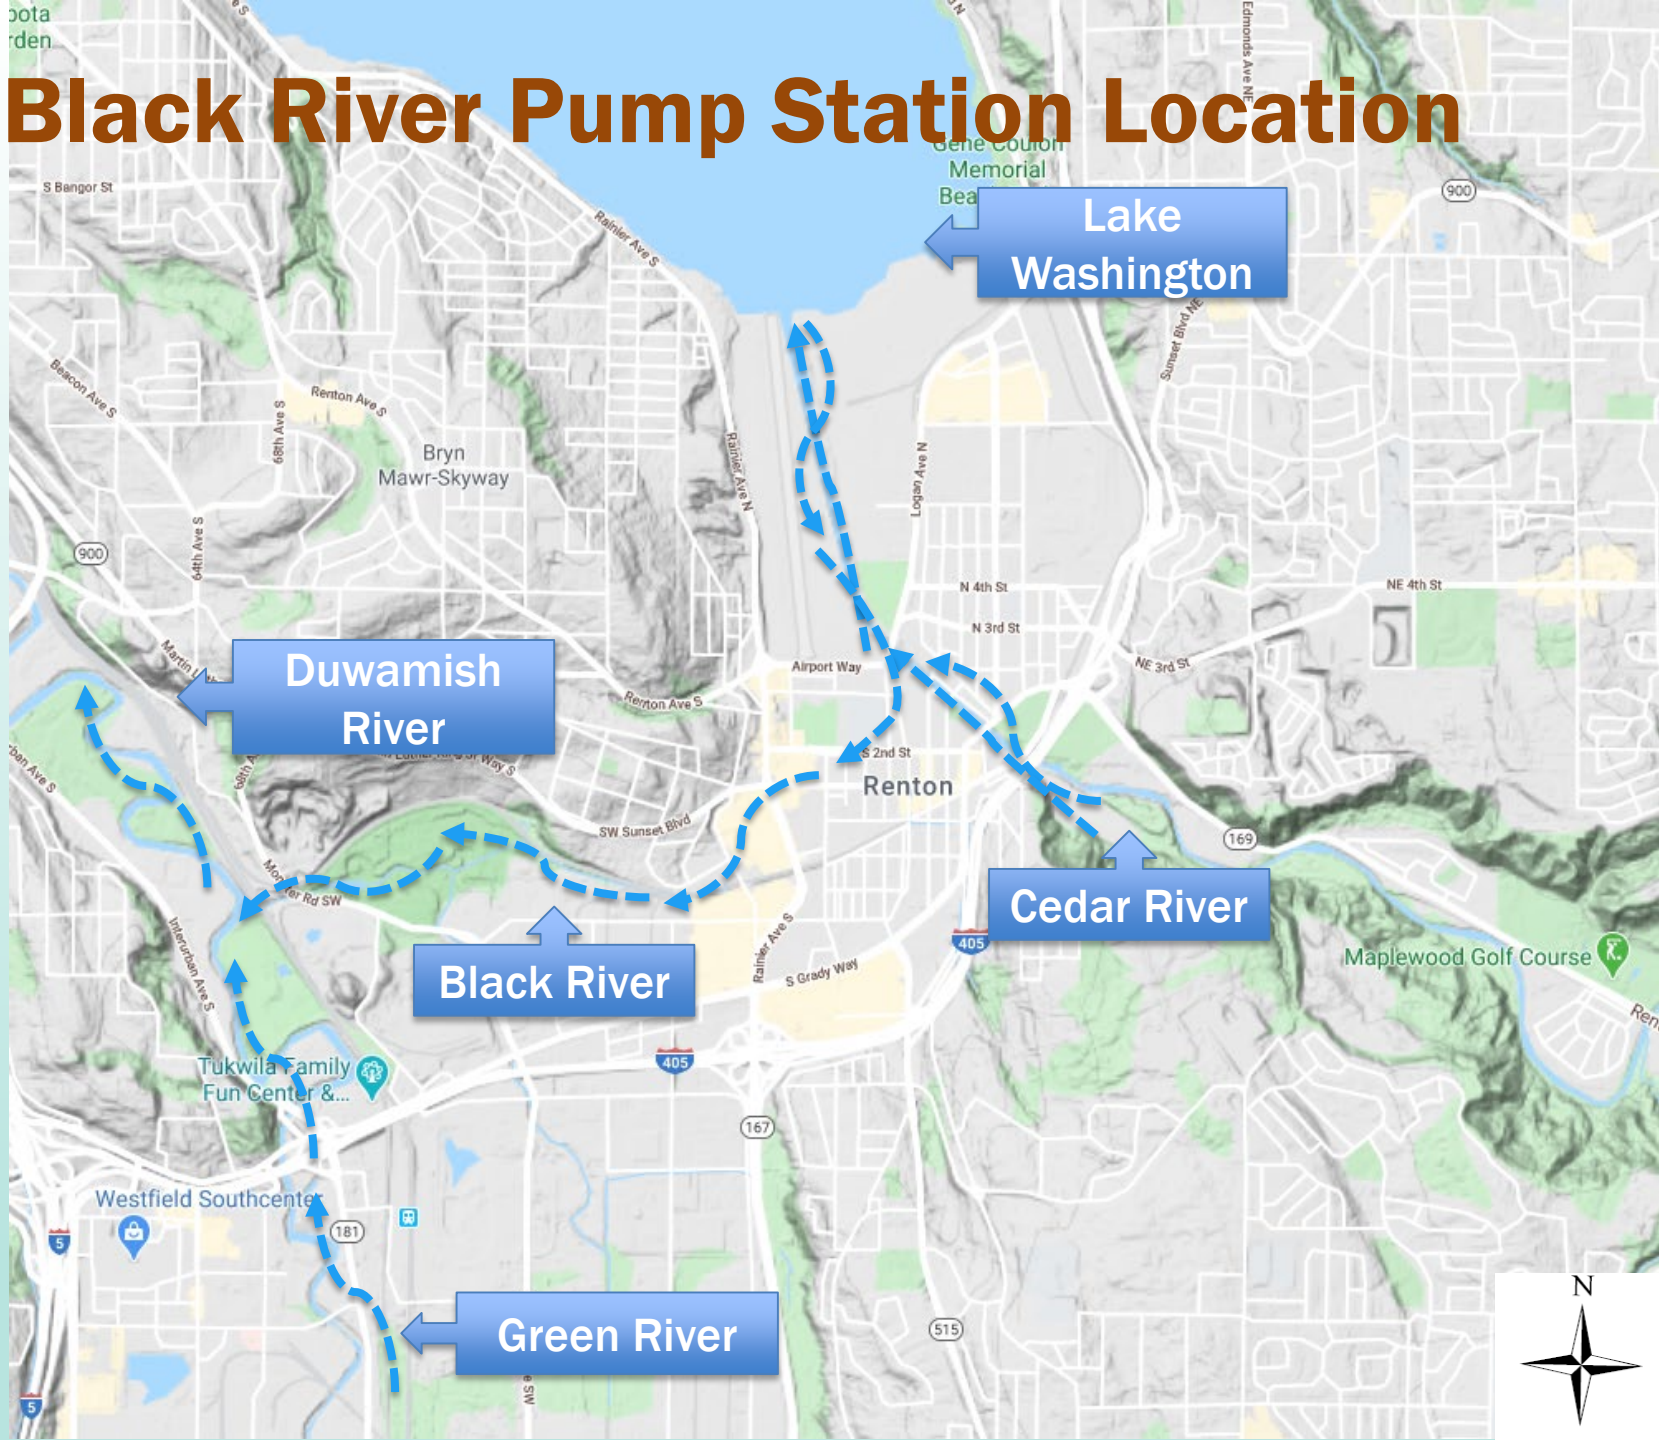 Black River Pump Station Location
S Bangor St
Rainier Ave S
Gene Coulon
Memorial
900
Lake
Washington
Sunset Blvd NE
Edmonds Ave NE
Beacon Ave S
Renton Ave S
68th Ave S
Bryn
Mawr-Skyway
Rainier Ave N
Logan Ave N
900
64th Ave S
N 4th St
NE 4th St
N 3rd St
NE 3rd St
Airport Way
Duwamish
River
Renton Ave S
S 2nd St
Renton
SW Sunset Blvd
169
Cedar River
Black River
Interurban Ave S
Rainier Ave S
S Grady Way
405
Maplewood Golf Course
Tukwila Family
Fun Center &...
405
167
Westfield Southcenter
181
5
Green River
515
5
N